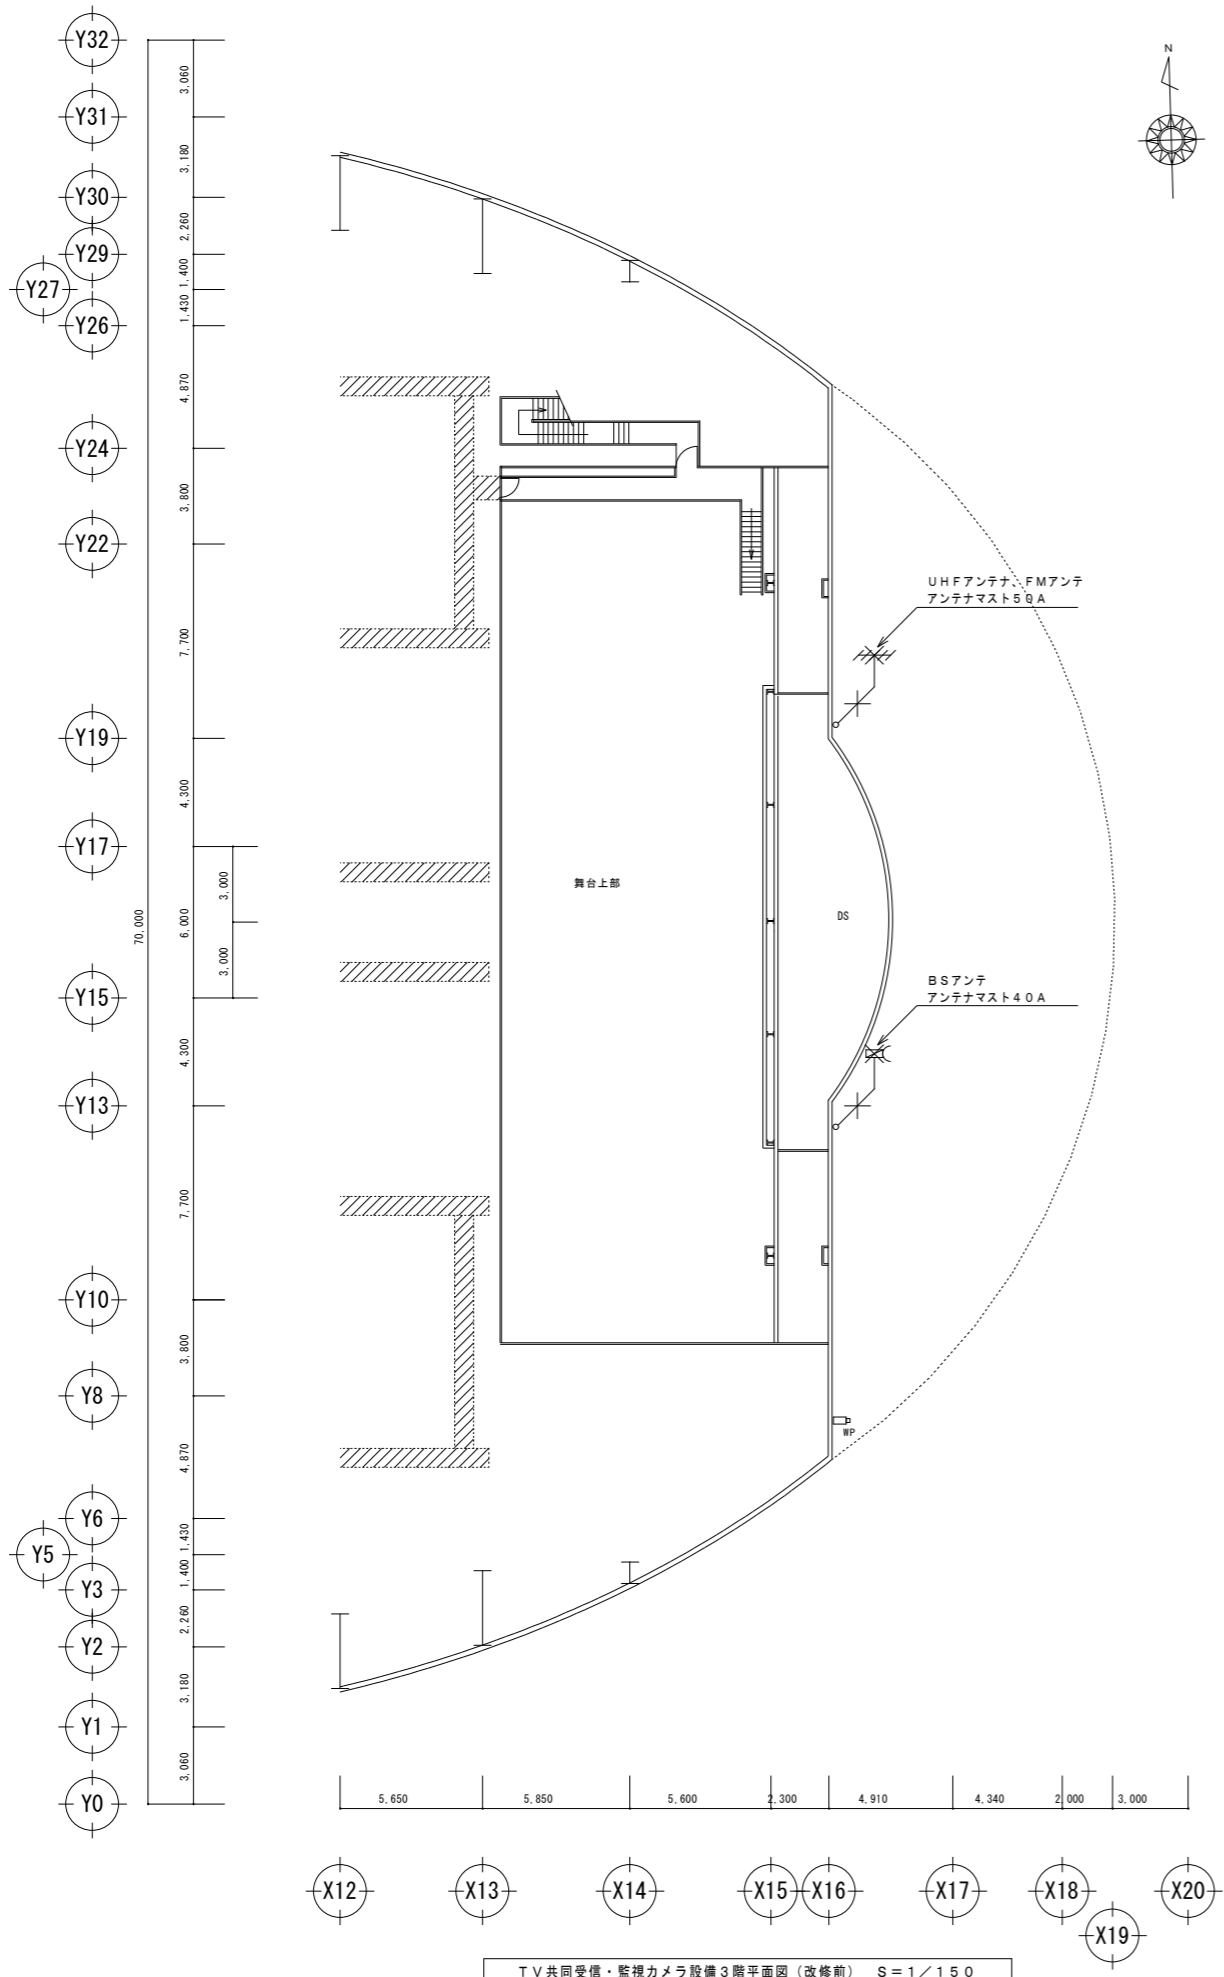 N
Y32
Y31
Y30
Y29
Y27
Y26
Y24
Y22
Y19
Y17
Y15
Y13
Y10
Y8
Y6
Y5
Y3
Y2
Y1
Y0
70,000
3,060
3,180
2,260
1,400
1,430
4,870
3,800
7,700
4,300
6,000
3,000
3,000
4,300
7,700
3,800
4,870
1,430
1,400
2,260
3,180
3,060
UHFアンテナ、FMアンテ
アンテナマスト50A
舞台上部
DS
BSアンテ
アンテナマスト40A
WP
5,650
5,850
5,600
2,300
4,910
4,340
2,000
3,000
X12
X13
X14
X15
X16
X17
X18
X19
X20
TV共同受信・監視カメラ設備3階平面図(改修前) S=1/150